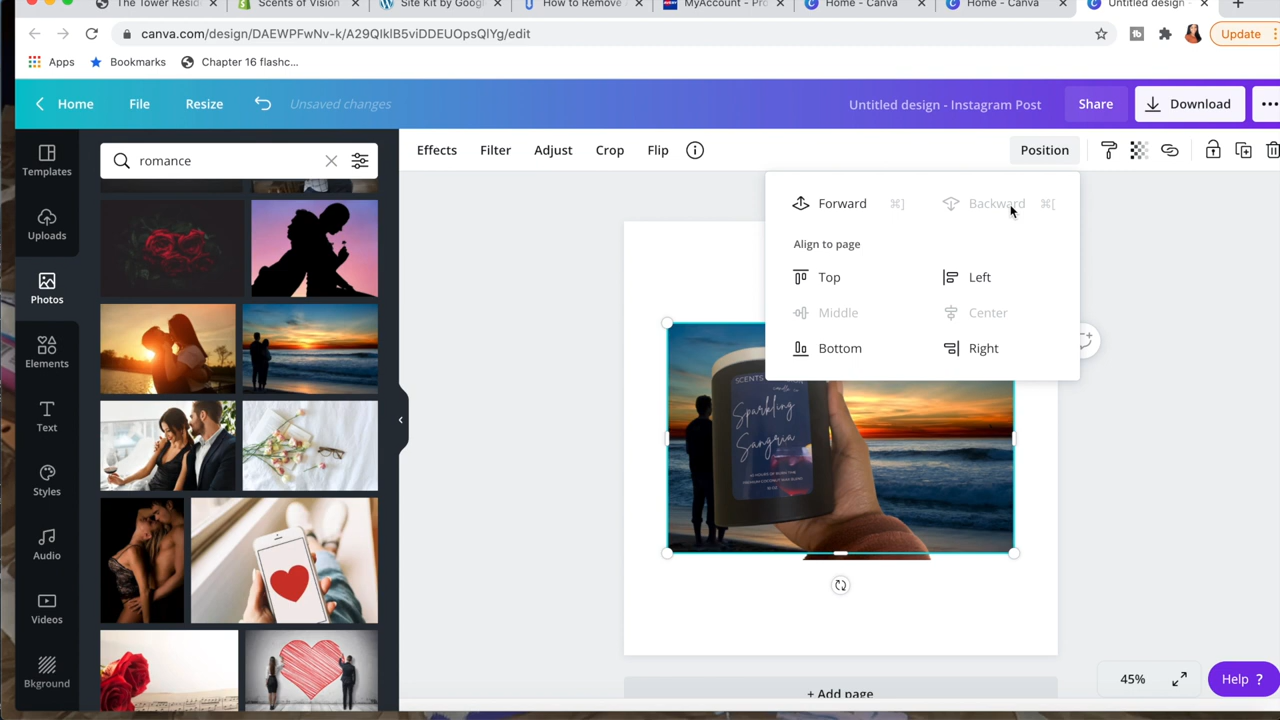 The Tower Resid
Scents of Vision
Site Kit by Googl
How to Remove
MyAccount - Pro
Home - Canva
Home - Canva
Untitled design -
canva.com/design/DAEWPFwNv-k/A29QIkIB5viDDEUOpsQIYg/edit
Update
Apps
Bookmarks
Chapter 16 flashc...
Home
File
Resize
Unsaved changes
Untitled design - Instagram Post
Share
Download
Templates
Uploads
Photos
Elements
Text
Styles
Audio
Videos
Bkground
romance
Effects
Filter
Adjust
Crop
Flip
Position
Forward ⌘]
Backward ⌘[
Align to page
Top
Left
Middle
Center
Bottom
Right
SCENTS
Sparkling
Sangria
+ Add page
45%
Help ?